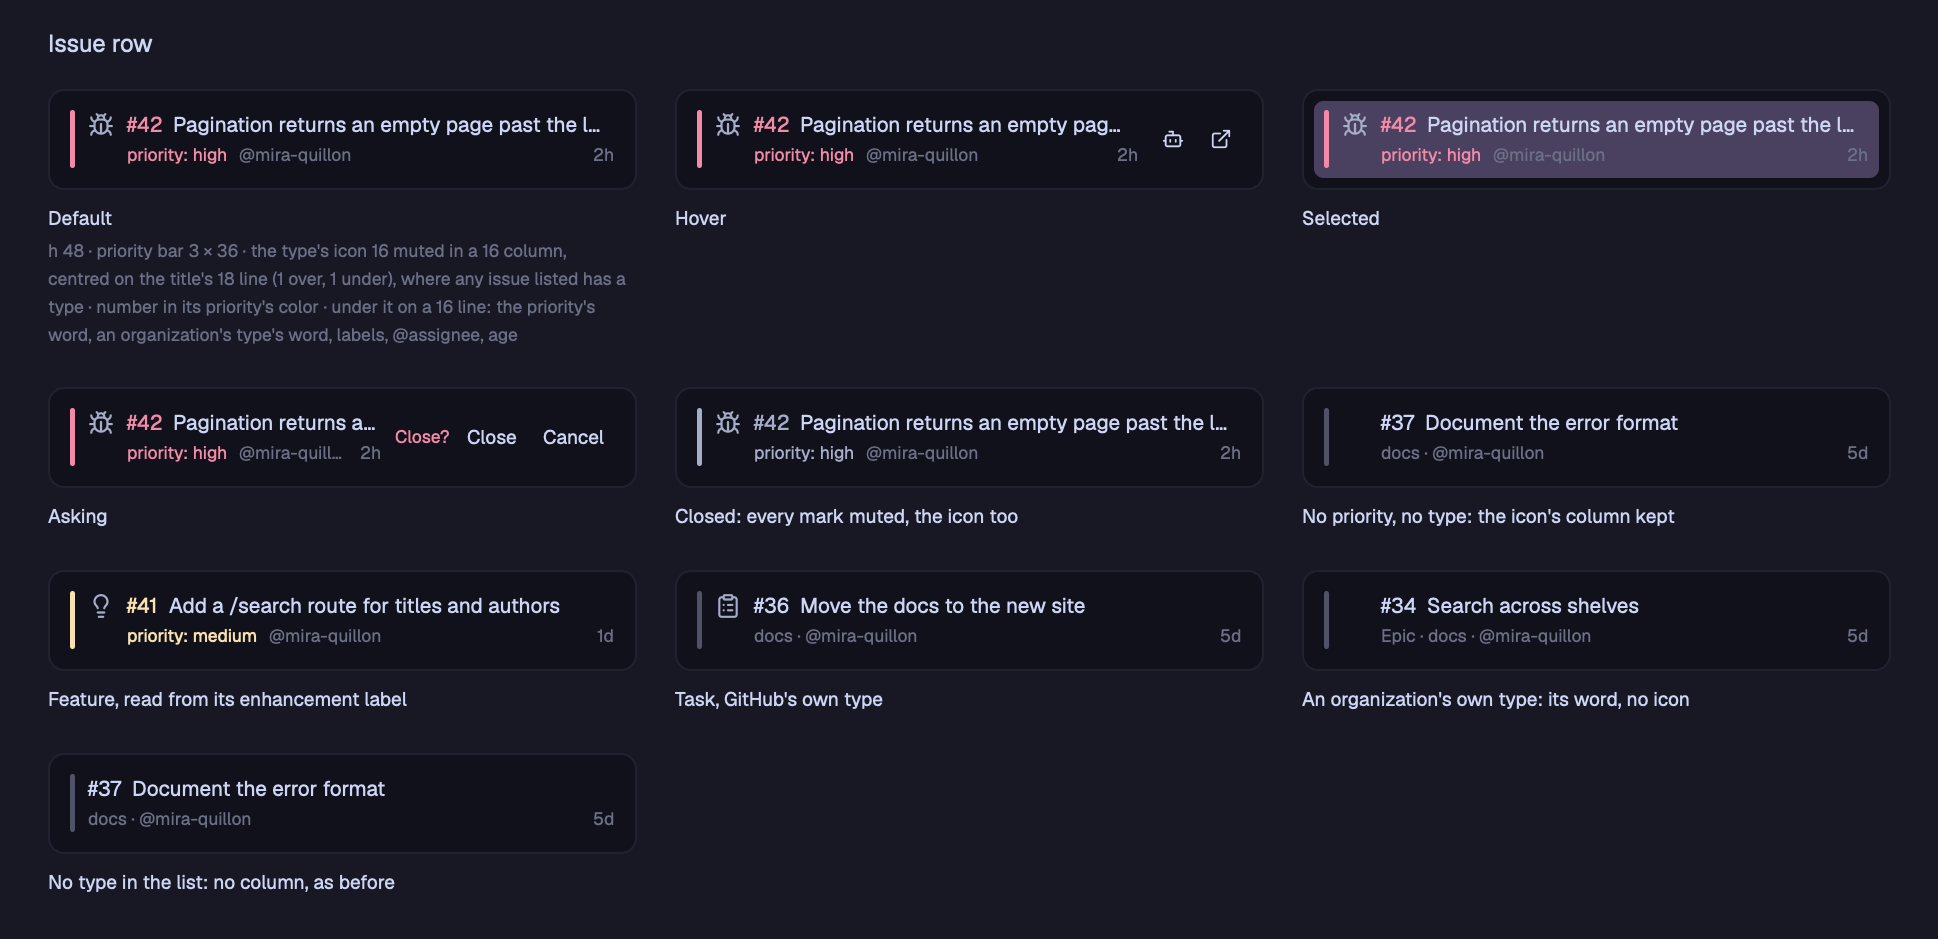 Issue row
#42 Pagination returns an empty page past the l...
priority: high @mira-quillon 2h
Default
h 48 · priority bar 3 × 36 · the type's icon 16 muted in a 16 column,
centred on the title's 18 line (1 over, 1 under), where any issue listed has a
type · number in its priority's color · under it on a 16 line: the priority's
word, an organization's type's word, labels, @assignee, age
#42 Pagination returns an empty pag...
priority: high @mira-quillon 2h
Hover
#42 Pagination returns an empty page past the l...
priority: high @mira-quillon 2h
Selected
#42 Pagination returns a...
priority: high @mira-quill... 2h
Close? Close Cancel
Asking
#42 Pagination returns an empty page past the l...
priority: high @mira-quillon 2h
Closed: every mark muted, the icon too
#37 Document the error format
docs · @mira-quillon 5d
No priority, no type: the icon's column kept
#41 Add a /search route for titles and authors
priority: medium @mira-quillon 1d
Feature, read from its enhancement label
#36 Move the docs to the new site
docs · @mira-quillon 5d
Task, GitHub's own type
#34 Search across shelves
Epic · docs · @mira-quillon 5d
An organization's own type: its word, no icon
#37 Document the error format
docs · @mira-quillon 5d
No type in the list: no column, as before